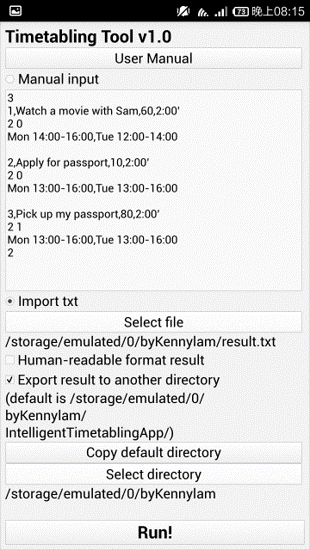 73 晚上08:15
Timetabling Tool v1.0
User Manual
Manual input
3
1,Watch a movie with Sam,60,2:00'
2 0
Mon 14:00-16:00,Tue 12:00-14:00
2,Apply for passport,10,2:00'
2 0
Mon 13:00-16:00,Tue 13:00-16:00
3,Pick up my passport,80,2:00'
2 1
Mon 13:00-16:00,Tue 13:00-16:00
2
Import txt
Select file
/storage/emulated/0/byKennylam/result.txt
Human-readable format result
Export result to another directory
(default is /storage/emulated/0/
byKennylam/
IntelligentTimetablingApp/)
Copy default directory
Select directory
/storage/emulated/0/byKennylam
Run!